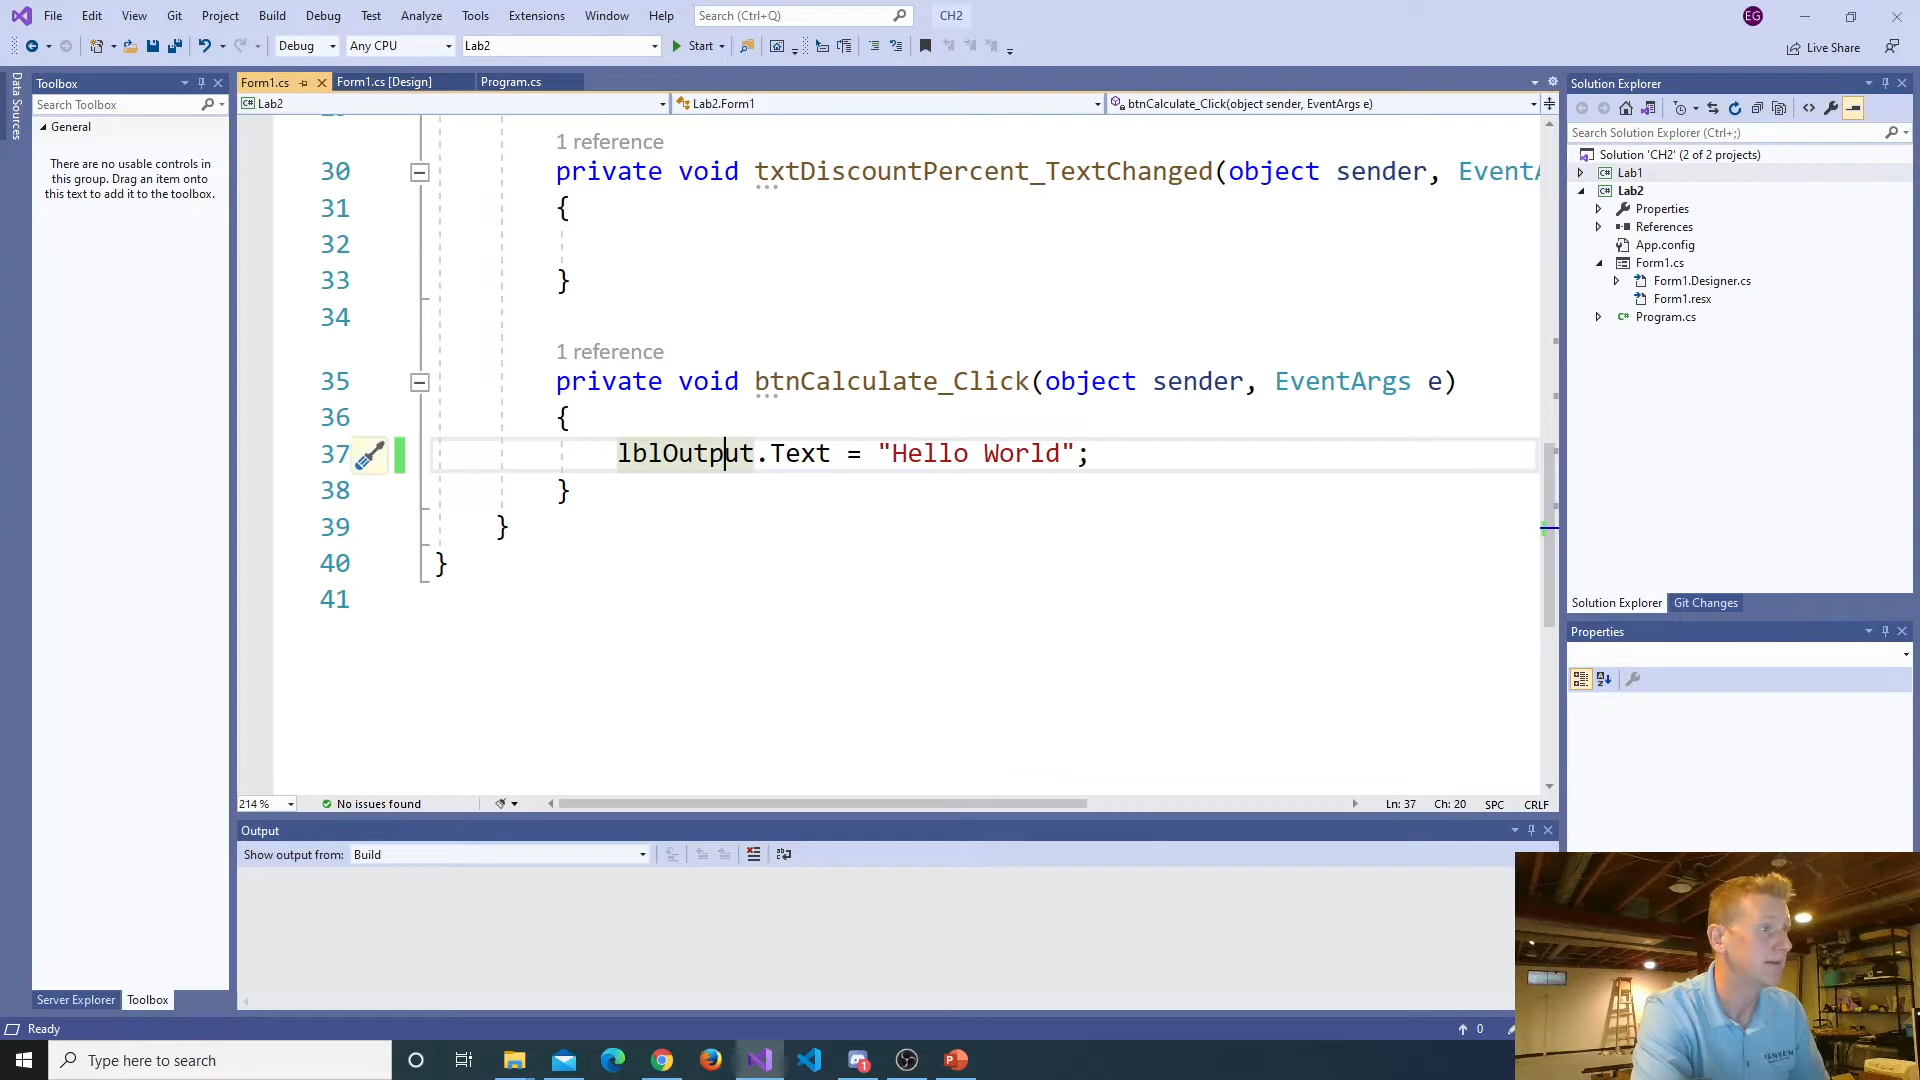 File Edit View Git Project Build Debug Test Analyze Tools Extensions Window Help Search (Ctrl+Q) CH2 EG
Debug Any CPU Lab2 Start Live Share
Data Sources
Toolbox
Search Toolbox
General
There are no usable controls in
this group. Drag an item onto
this text to add it to the toolbox.
Server Explorer Toolbox
Form1.cs Form1.cs [Design] Program.cs
Lab2 Lab2.Form1 btnCalculate_Click(object sender, EventArgs e)
1 reference
30 private void txtDiscountPercent_TextChanged(object sender, EventA
31 {
32
33 }
34
1 reference
35 private void btnCalculate_Click(object sender, EventArgs e)
36 {
37 lblOutput.Text = "Hello World";
38 }
39 }
40 }
41
214 % No issues found Ln: 37 Ch: 20 SPC CRLF
Output
Show output from: Build
Solution Explorer
Search Solution Explorer (Ctrl+;)
Solution 'CH2' (2 of 2 projects)
Lab1
Lab2
Properties
References
App.config
Form1.cs
Form1.Designer.cs
Form1.resx
Program.cs
Solution Explorer Git Changes
Properties
Ready 0
Type here to search